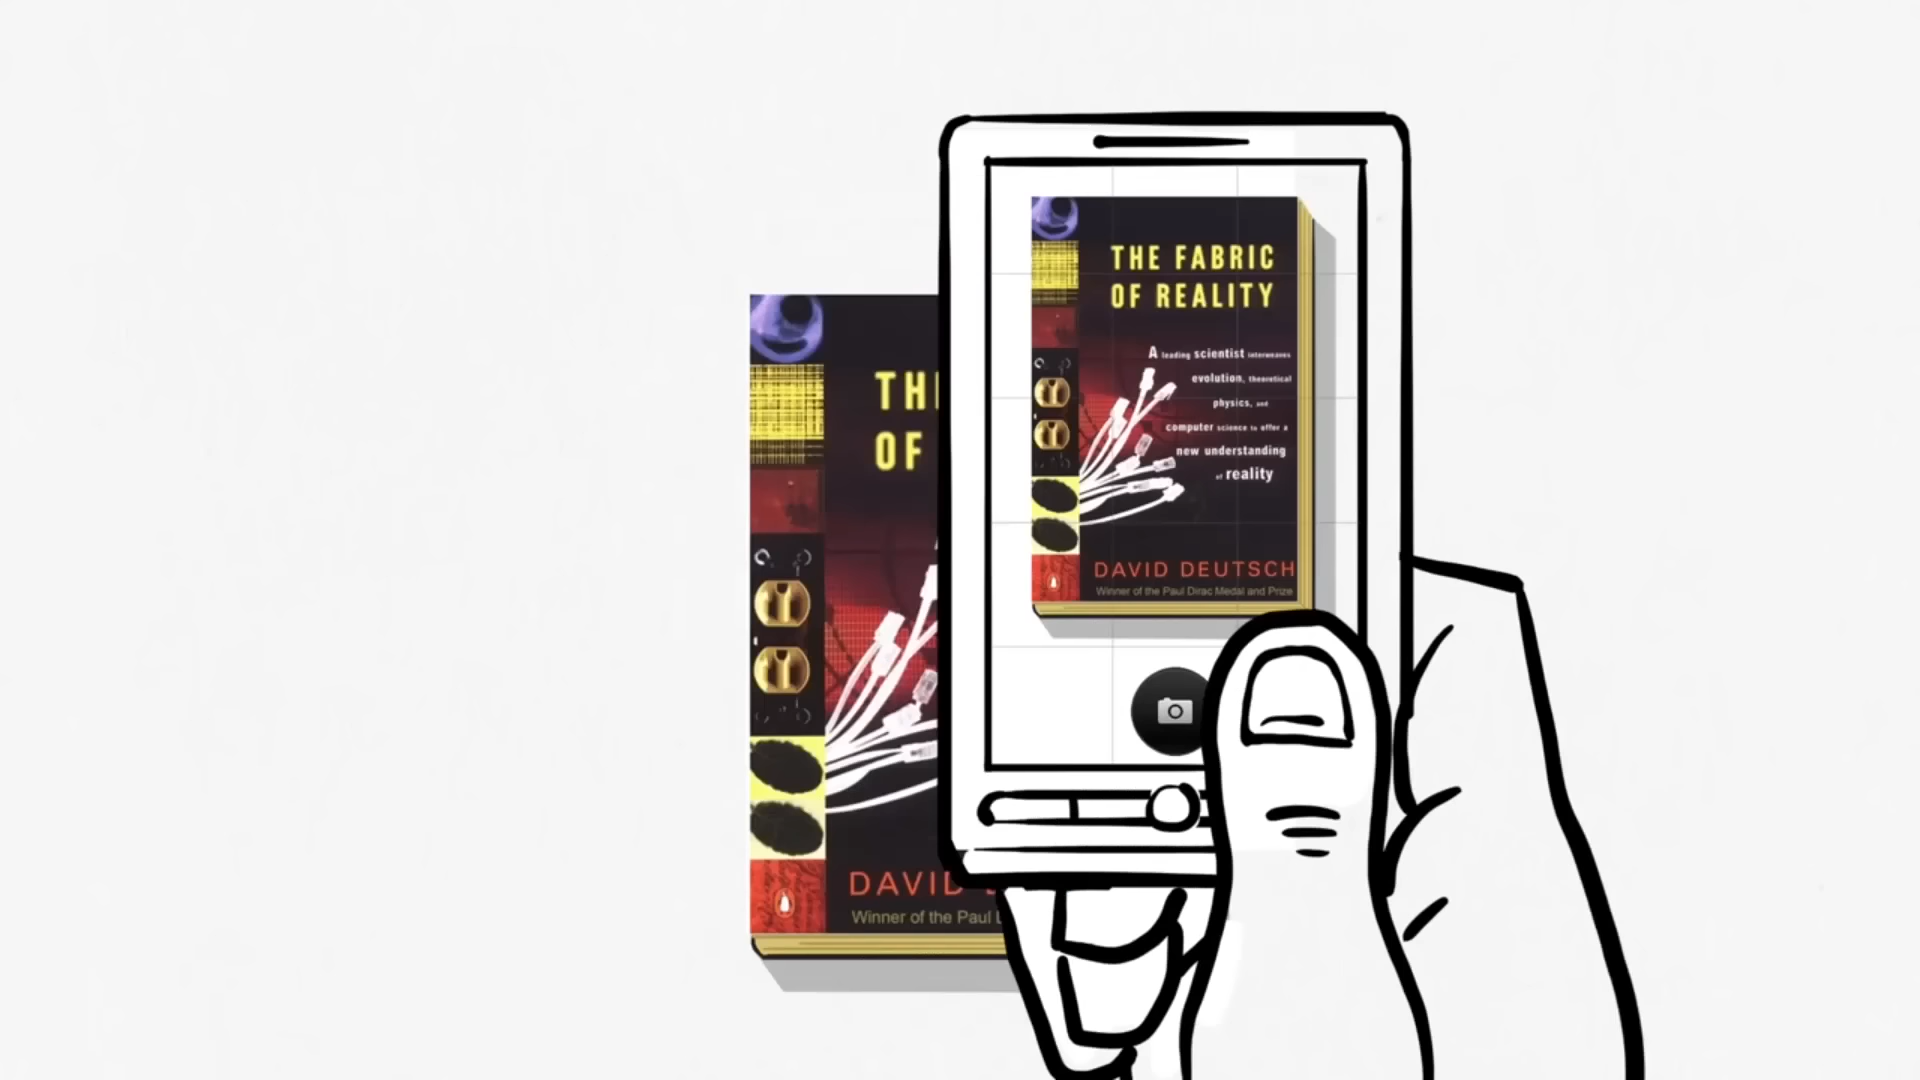 THE FABRIC
OF REALITY
A leading scientist interweaves
evolution, theoretical
physics, and
computer science to offer a
new understanding
of reality
DAVID DEUTSCH
Winner of the Paul Dirac Medal and Prize
TH
OF
DAVID
Winner of the Paul